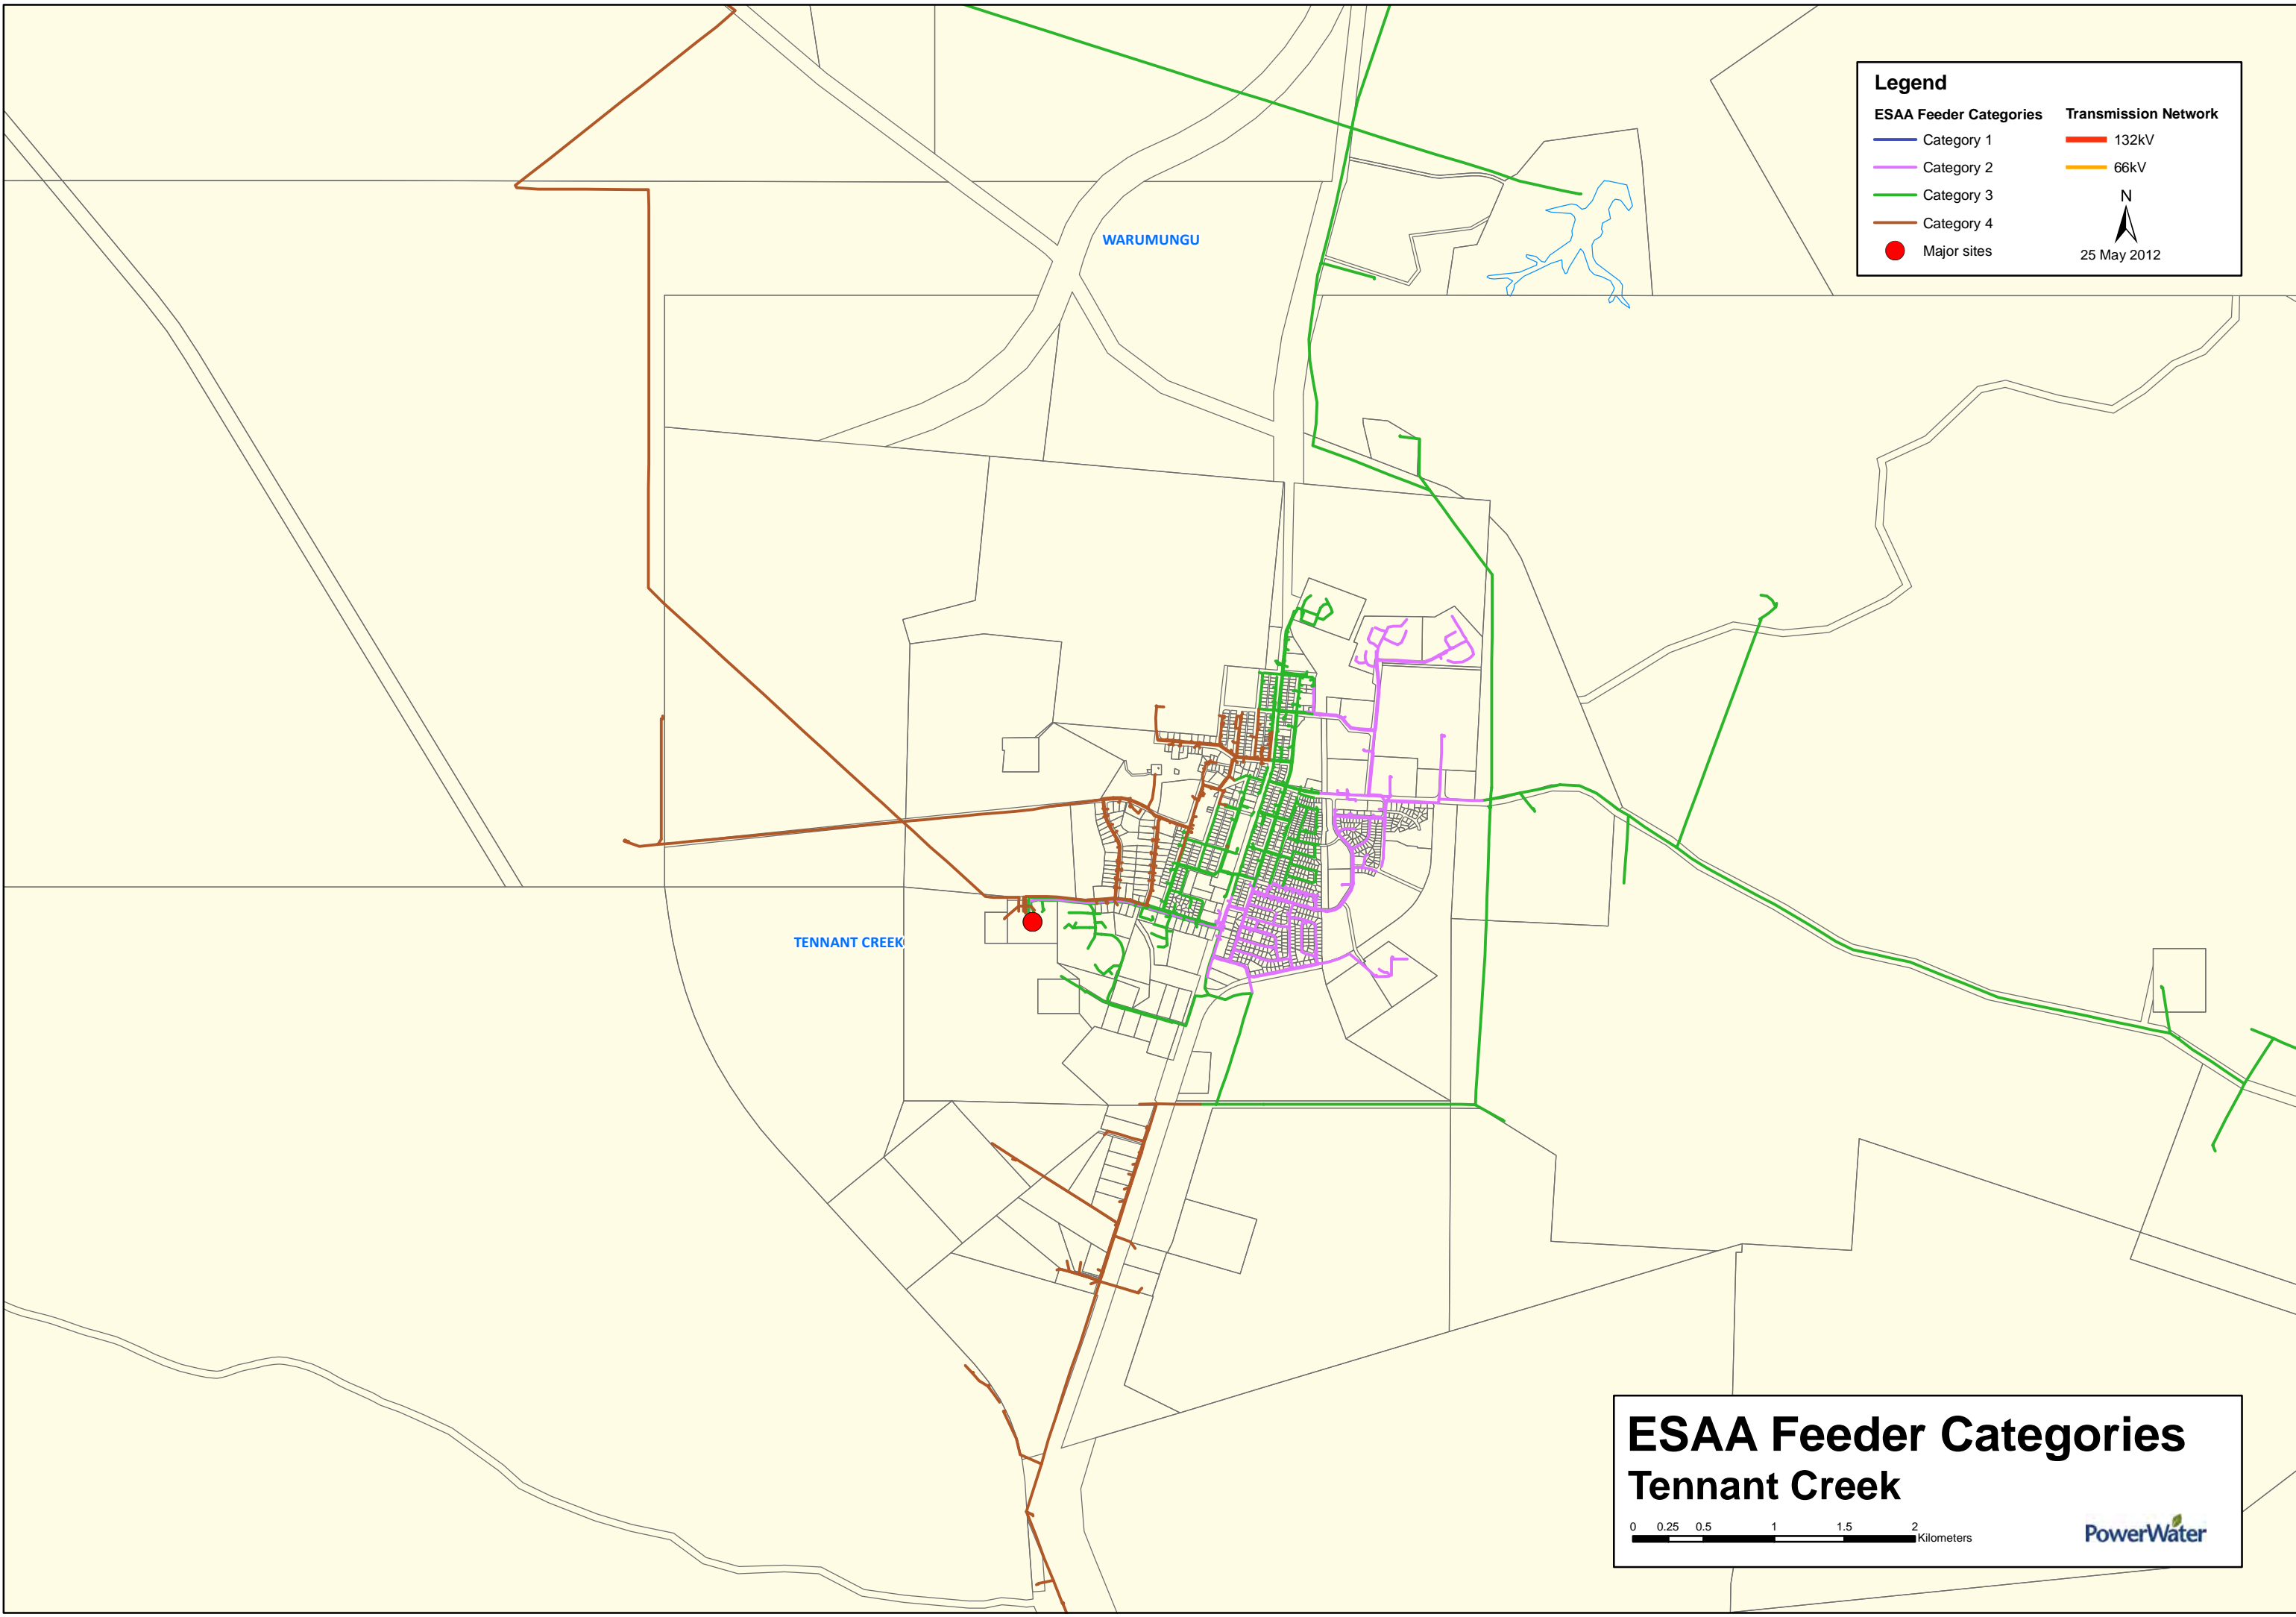 Legend
ESAA Feeder Categories
Transmission Network
Category 1
132kV
Category 2
66kV
Category 3
N
Category 4
Major sites
25 May 2012
WARUMUNGU
TENNANT CREEK
ESAA Feeder Categories
Tennant Creek
0 0.25 0.5 1 1.5 2
Kilometers
PowerWater